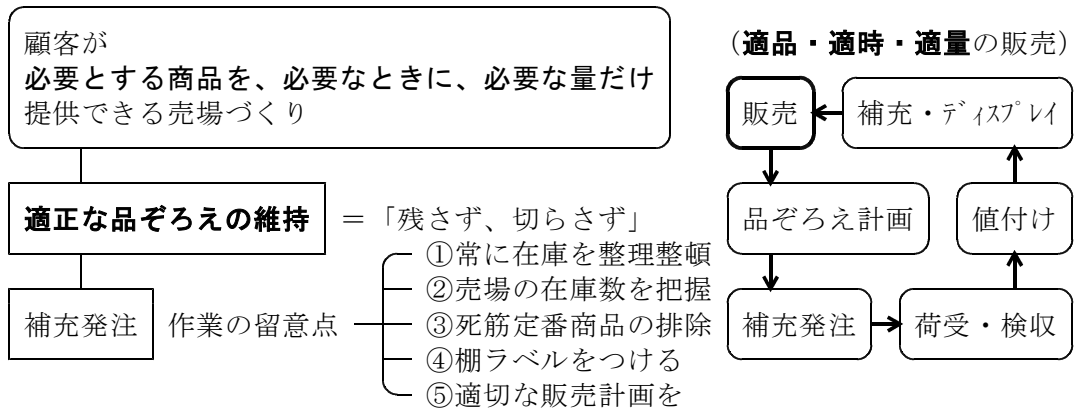 顧客が
必要とする商品を、必要なときに、必要な量だけ
提供できる売場づくり
適正な品ぞろえの維持 ＝「残さず、切らさず」
補充発注 作業の留意点
①常に在庫を整理整頓
②売場の在庫数を把握
③死筋定番商品の排除
④棚ラベルをつける
⑤適切な販売計画を
（適品・適時・適量の販売）
販売
補充・ディスプレイ
品ぞろえ計画
値付け
補充発注
荷受・検収